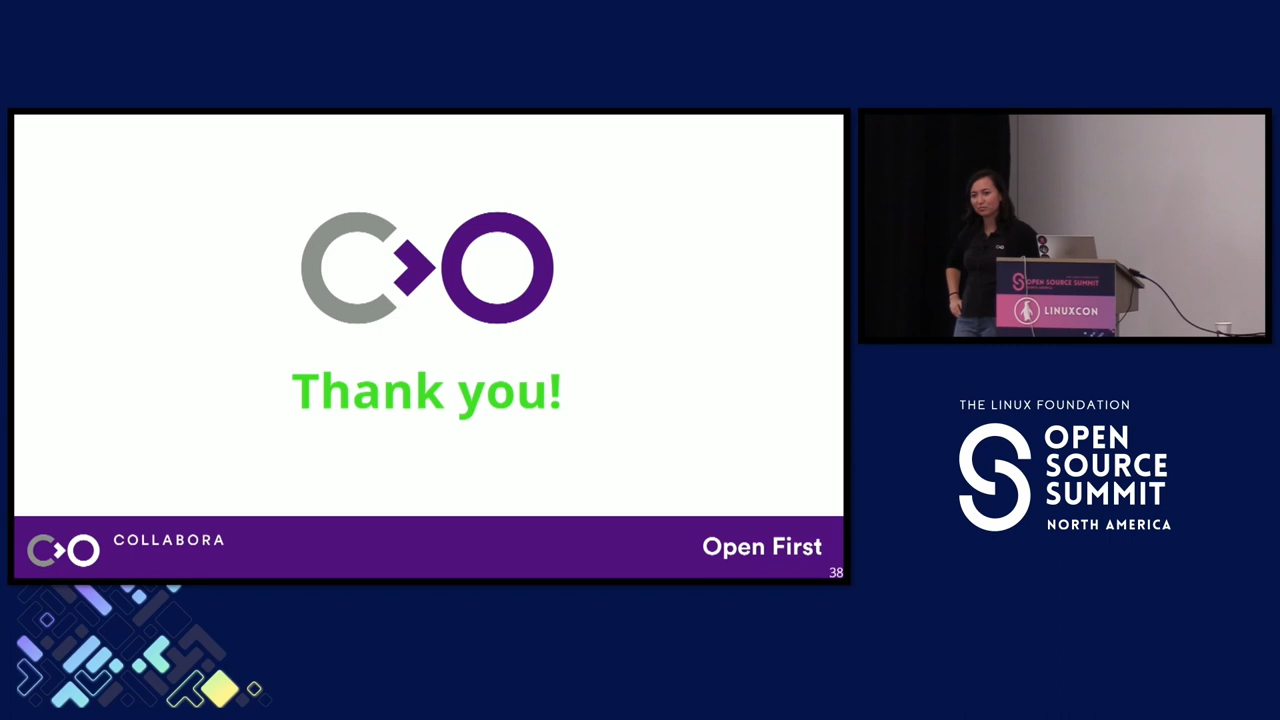 Thank you!
COLLABORA
Open First
38
OPEN SOURCE SUMMIT
LINUXCON
THE LINUX FOUNDATION
OPEN
SOURCE
SUMMIT
NORTH AMERICA